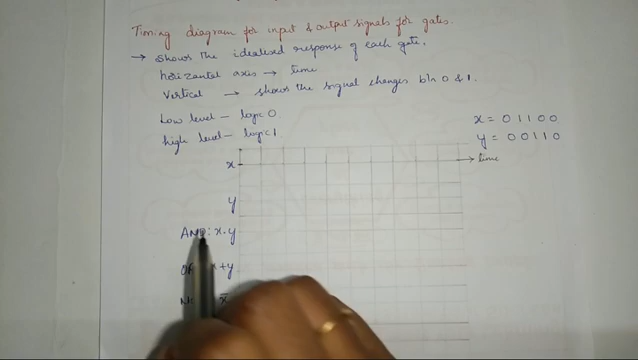 Timing diagram for input & output signals for gates.
→ shows the idealised response of each gate.
horizantal axis → time
Vertical → shows the signal changes b/n 0 & 1.
Low level – logic 0
high level – logic 1
x = 0 1 1 0 0
y = 0 0 1 1 0
x → time
y
AND: x.y
x+y
x̅